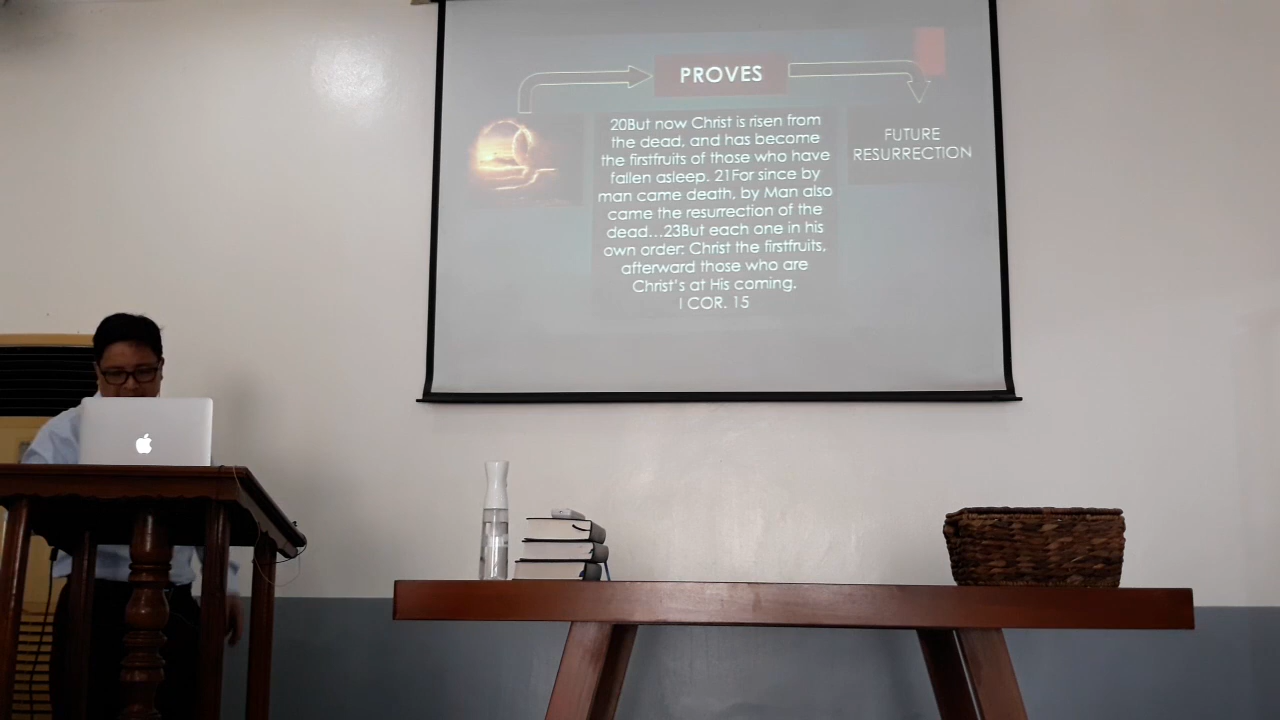 PROVES
20But now Christ is risen from
the dead, and has become
the firstfruits of those who have
fallen asleep. 21For since by
man came death, by Man also
came the resurrection of the
dead...23But each one in his
own order: Christ the firstfruits,
afterward those who are
Christ's at His coming.
I COR. 15
FUTURE
RESURRECTION